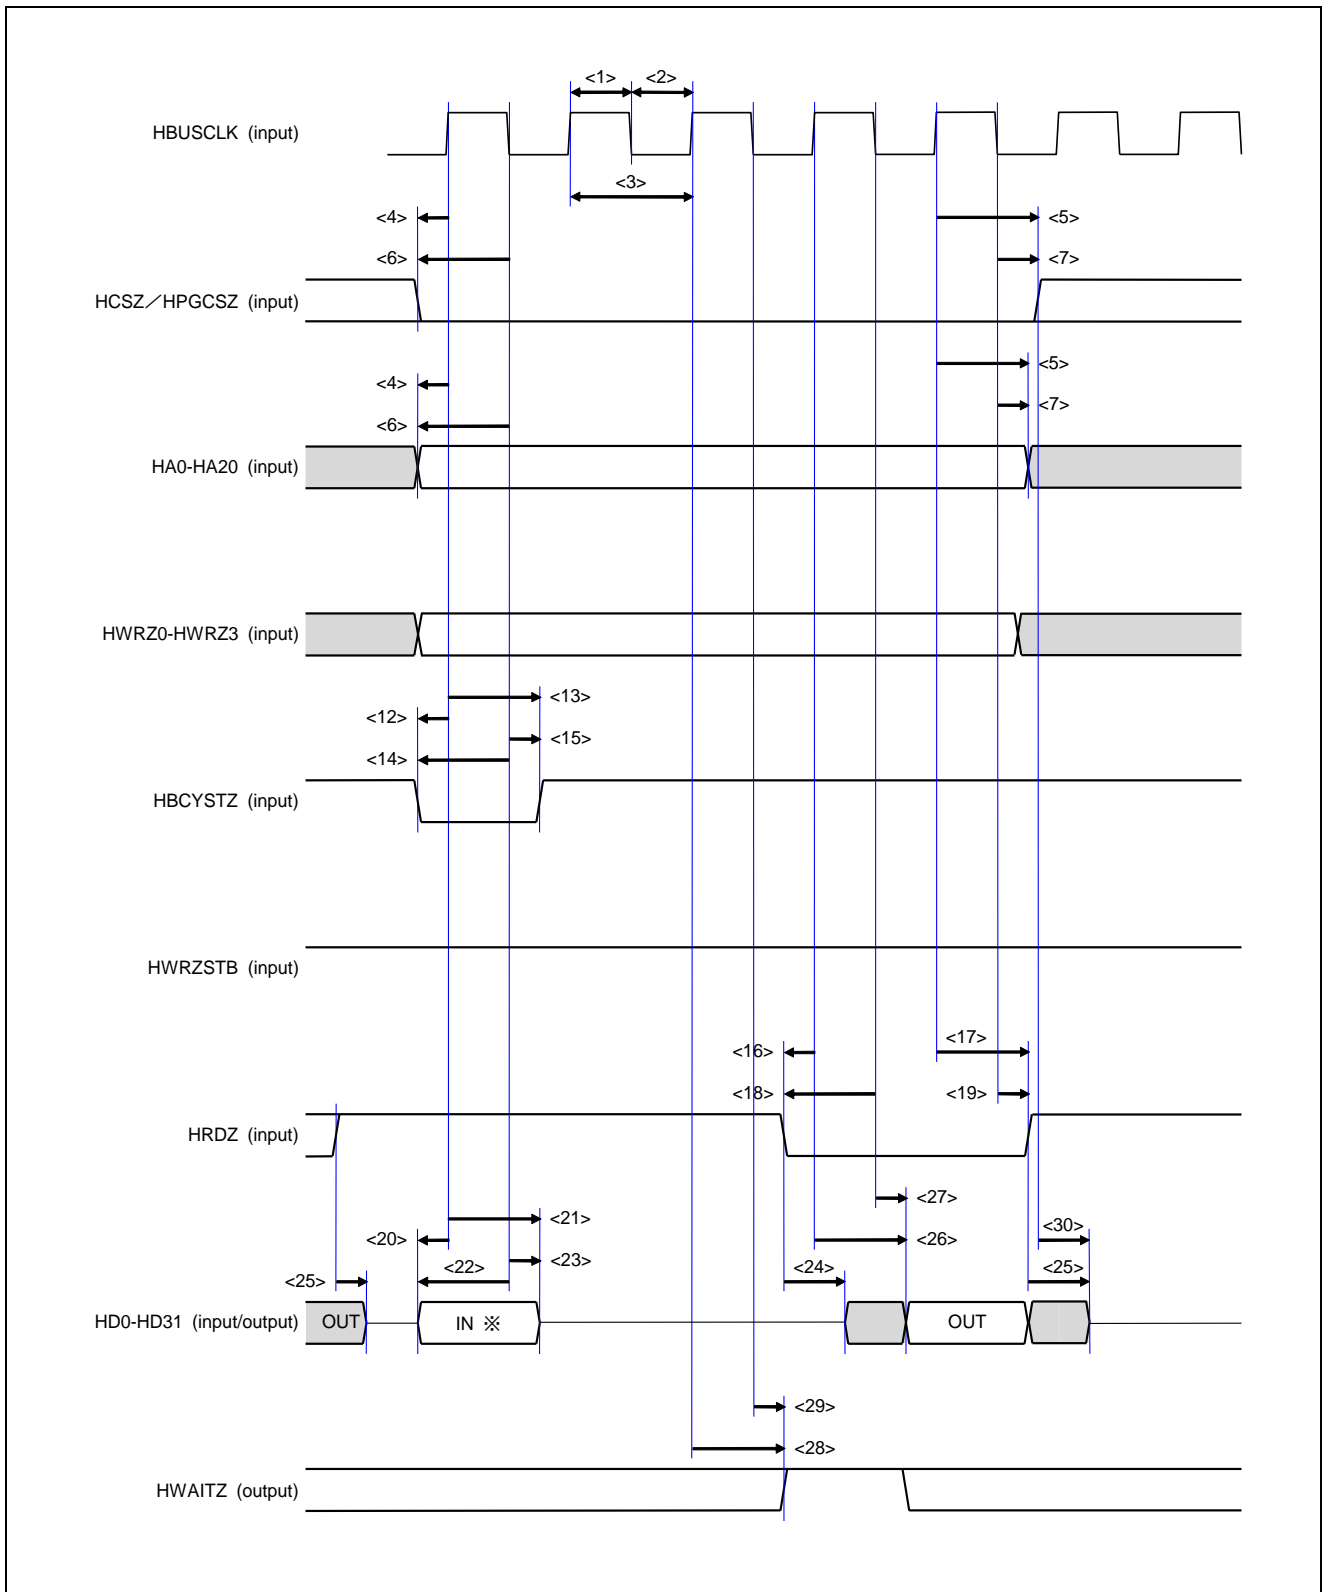 <1> <2>
HBUSCLK (input)
<3>
<4> <5>
<6> <7>
HCSZ／HPGCSZ (input)
<5>
<4>
<7>
<6>
HA0-HA20 (input)
HWRZ0-HWRZ3 (input)
<13>
<12>
<15>
<14>
HBCYSTZ (input)
HWRZSTB (input)
<17>
<16>
<18> <19>
HRDZ (input)
<27>
<21> <30>
<20> <26>
<23>
<25> <22> <24> <25>
HD0-HD31 (input/output) OUT IN ※ OUT
<29>
<28>
HWAITZ (output)